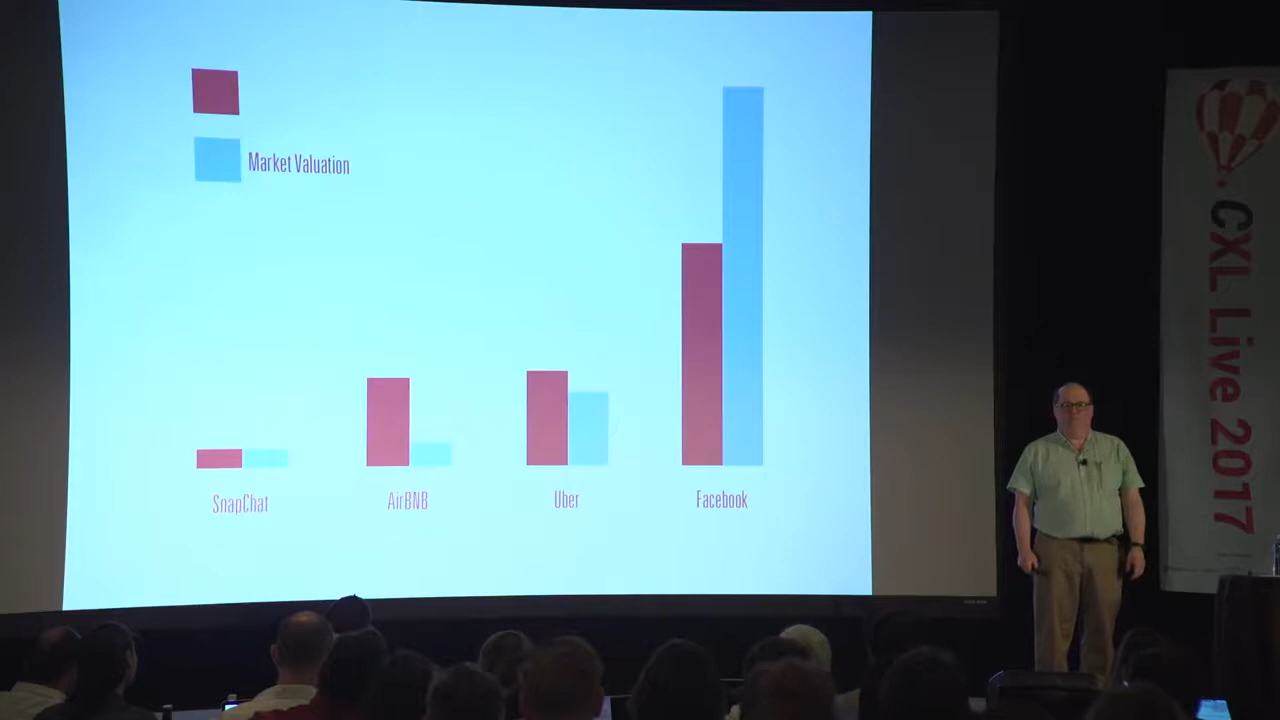 Market Valuation
SnapChat
AirBNB
Uber
Facebook
CXL Live 2017